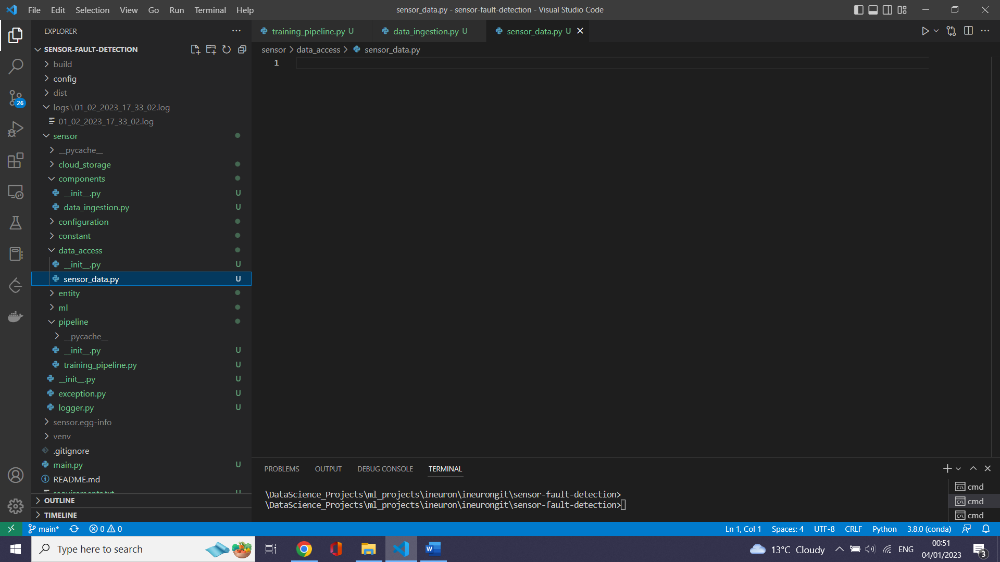 File Edit Selection View Go Run Terminal Help
sensor_data.py - sensor-fault-detection - Visual Studio Code
EXPLORER
SENSOR-FAULT-DETECTION
build
config
dist
logs\01_02_2023_17_33_02.log
01_02_2023_17_33_02.log
sensor
__pycache__
cloud_storage
components
__init__.py U
data_ingestion.py U
configuration
constant
data_access
__init__.py U
sensor_data.py U
entity
ml
pipeline
__pycache__
__init__.py U
training_pipeline.py U
__init__.py U
exception.py U
logger.py U
sensor.egg-info
venv
.gitignore
main.py U
README.md
requirements.txt U
OUTLINE
TIMELINE
26
training_pipeline.py U
data_ingestion.py U
sensor_data.py U
sensor > data_access > sensor_data.py
1
PROBLEMS OUTPUT DEBUG CONSOLE TERMINAL
\DataScience_Projects\ml_projects\ineuron\ineurongit\sensor-fault-detection>
\DataScience_Projects\ml_projects\ineuron\ineurongit\sensor-fault-detection>
cmd
cmd
cmd
main* 0 0 Ln 1, Col 1 Spaces: 4 UTF-8 CRLF Python 3.8.0 (conda)
Type here to search
13°C Cloudy
ENG
00:51
04/01/2023
3